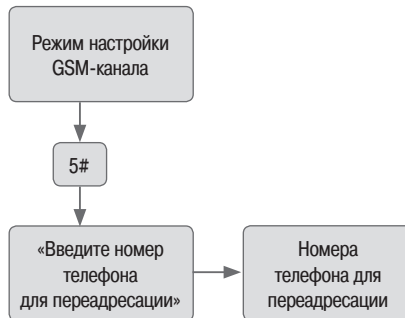 Режим настройки
GSM-канала
5#
«Введите номер
телефона
для переадресации»
Номера
телефона для
переадресации